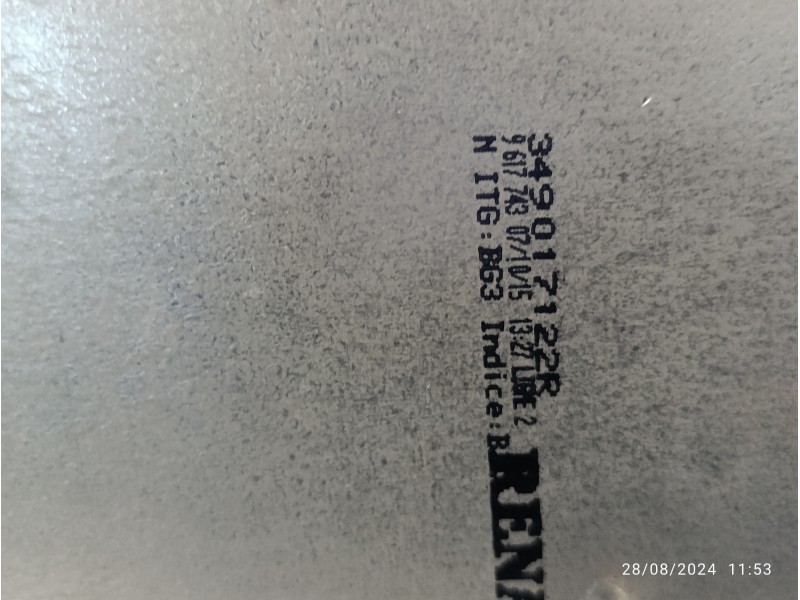 349017122R
9 617 743 07/10/15 13:27 LIGNE 2
N ITG: BG3 Indice:B
RENA
28/08/2024 11:53